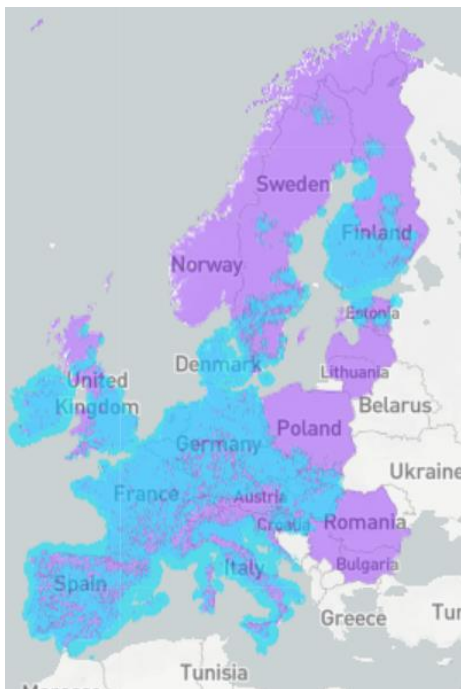 Sweden
Finland
Norway
Estonia
Denmark
Lithuania
United
Kingdom
Belarus
Poland
Germany
Ukraine
France
Austria
Croatia
Romania
Italy
Bulgaria
Spain
Greece
Tur
Tunisia